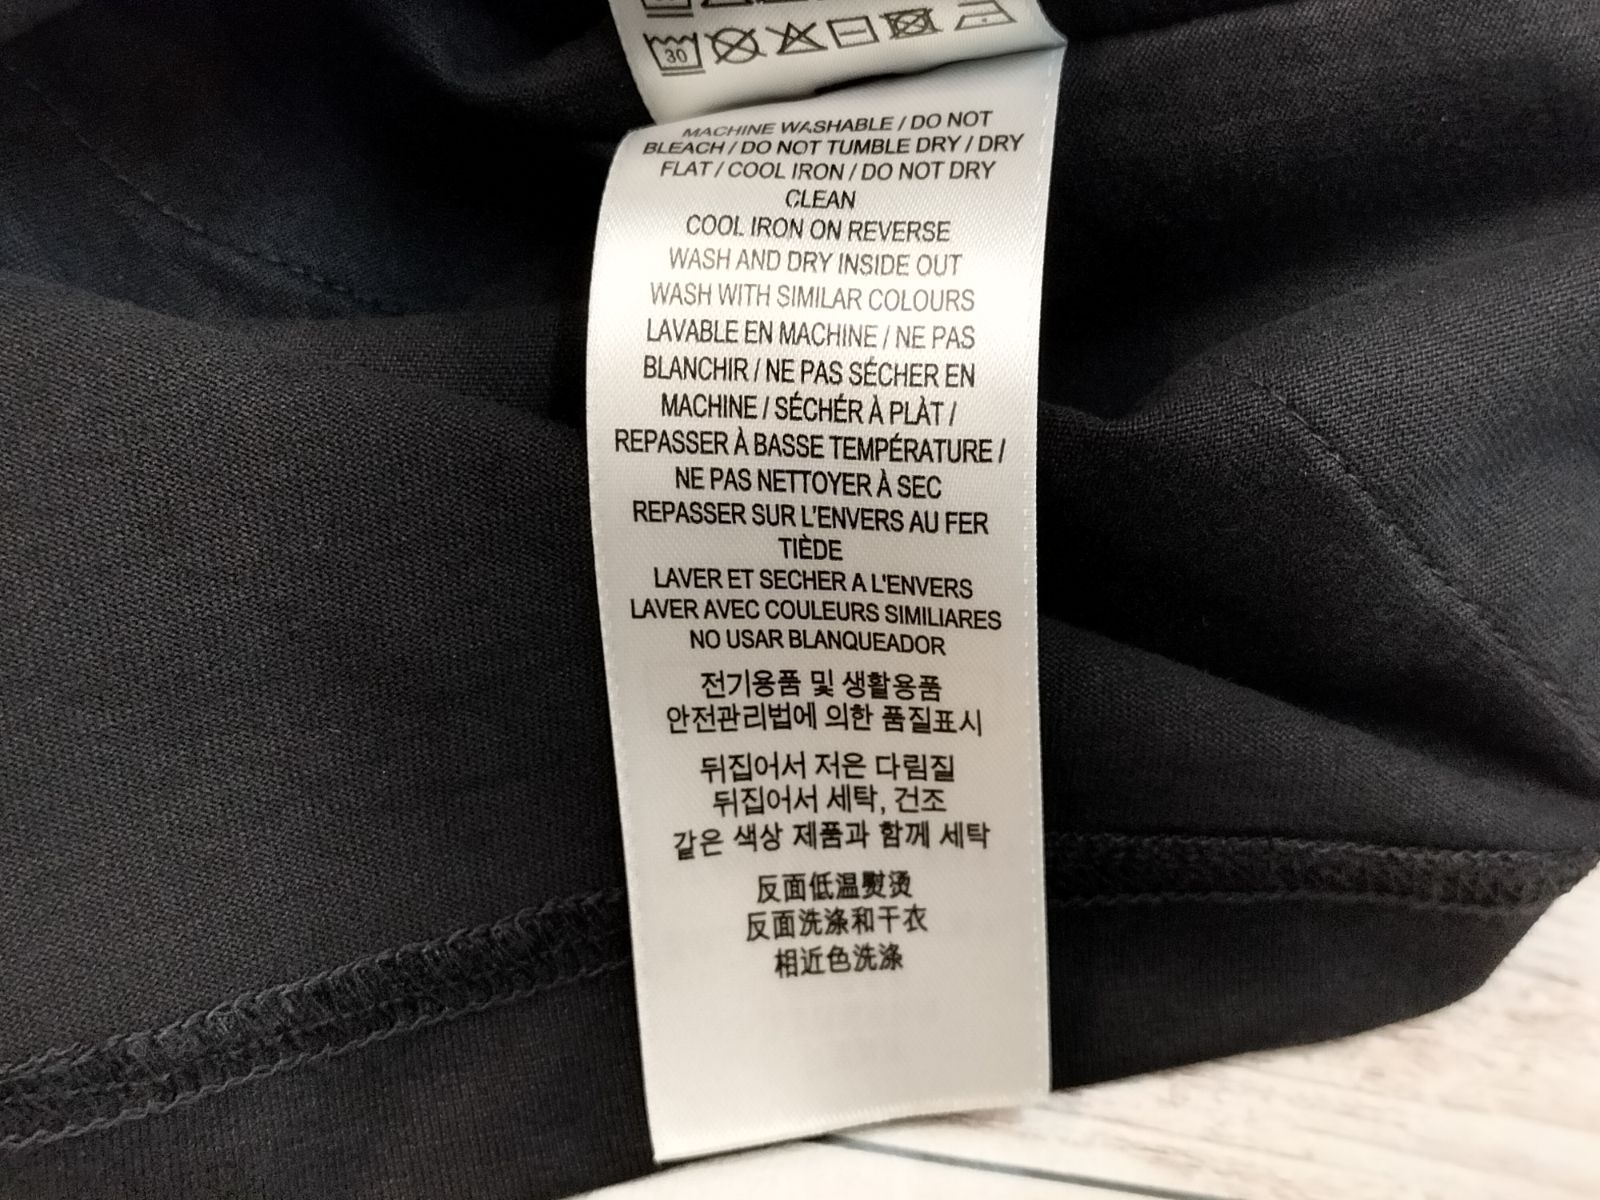 30
MACHINE WASHABLE / DO NOT
BLEACH / DO NOT TUMBLE DRY / DRY
FLAT / COOL IRON / DO NOT DRY
CLEAN
COOL IRON ON REVERSE
WASH AND DRY INSIDE OUT
WASH WITH SIMILAR COLOURS
LAVABLE EN MACHINE / NE PAS
BLANCHIR / NE PAS SÉCHER EN
MACHINE / SÉCHÉR À PLÀT /
REPASSER À BASSE TEMPÉRATURE /
NE PAS NETTOYER À SEC
REPASSER SUR L'ENVERS AU FER
TIÈDE
LAVER ET SECHER A L'ENVERS
LAVER AVEC COULEURS SIMILIARES
NO USAR BLANQUEADOR
전기용품 및 생활용품
안전관리법에 의한 품질표시
뒤집어서 저은 다림질
뒤집어서 세탁, 건조
같은 색상 제품과 함께 세탁
反面低温熨烫
反面洗涤和干衣
相近色洗涤